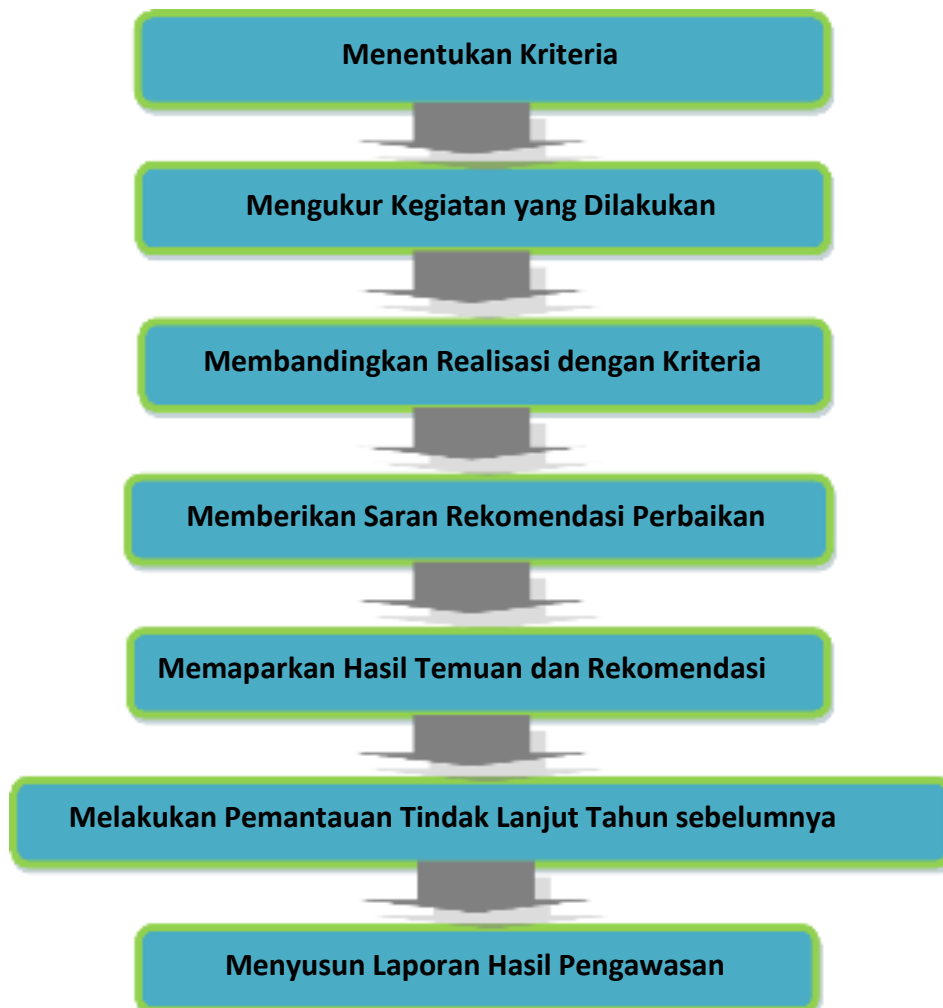 Menentukan Kriteria
Mengukur Kegiatan yang Dilakukan
Membandingkan Realisasi dengan Kriteria
Memberikan Saran Rekomendasi Perbaikan
Memaparkan Hasil Temuan dan Rekomendasi
Melakukan Pemantauan Tindak Lanjut Tahun sebelumnya
Menyusun Laporan Hasil Pengawasan